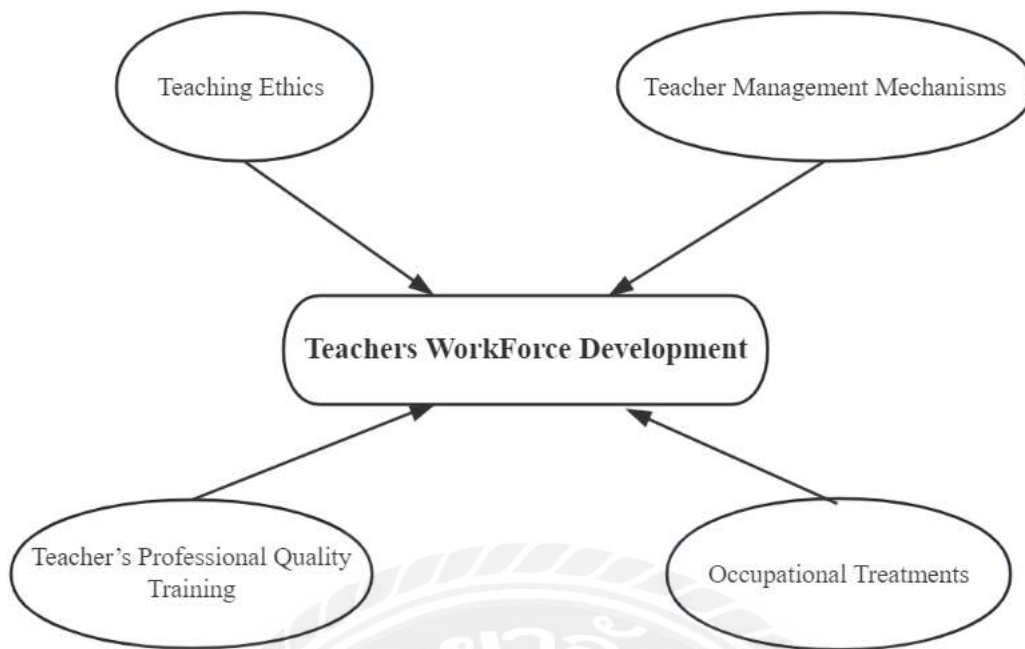 Teaching Ethics
Teacher Management Mechanisms
Teachers WorkForce Development
Teacher’s Professional Quality
Training
Occupational Treatments